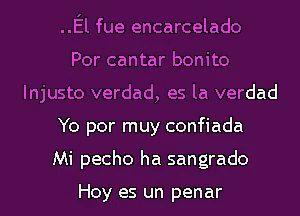 ..Él fue encarcelado
Por cantar bonito
Injusto verdad, es la verdad
Yo por muy confiada
Mi pecho ha sangrado
Hoy es un penar